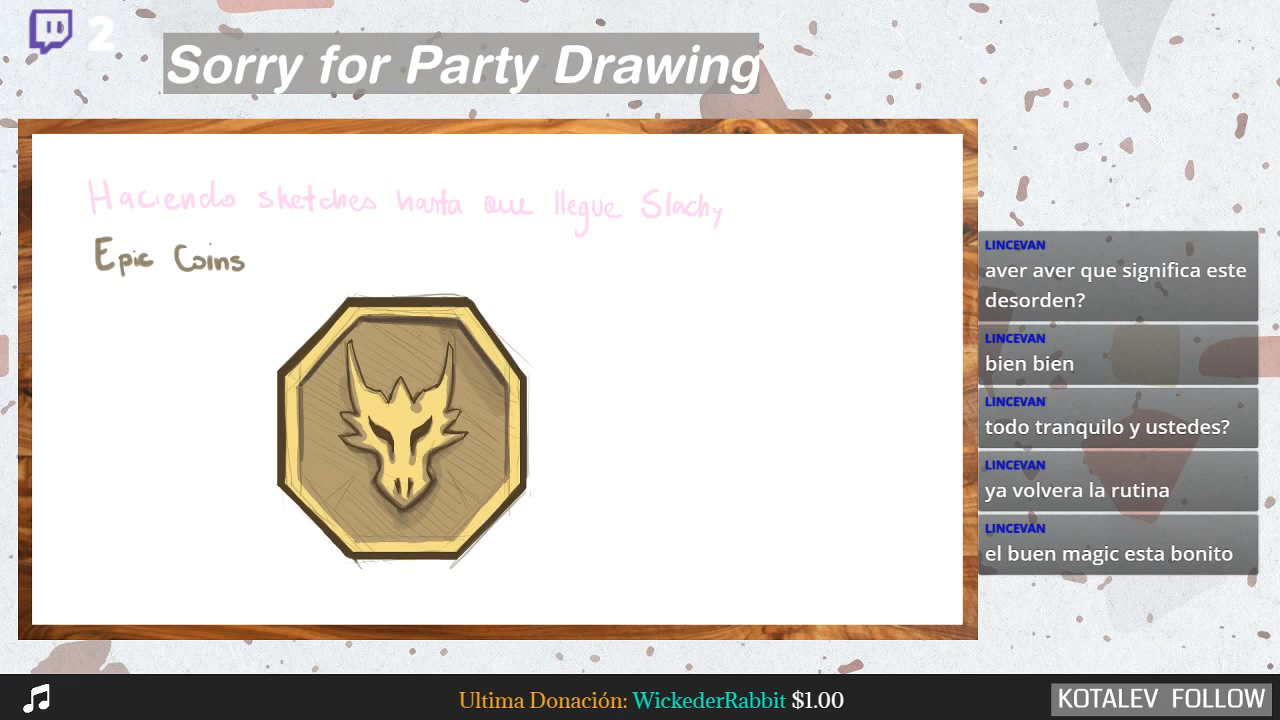 2
Sorry for Party Drawing
Haciendo sketches hasta que llegue Slachy
Epic Coins
LINCEVAN
aver aver que significa este
desorden?
LINCEVAN
bien bien
LINCEVAN
todo tranquilo y ustedes?
LINCEVAN
ya volvera la rutina
LINCEVAN
el buen magic esta bonito
Ultima Donación: WickederRabbit $1.00
KOTALEV FOLLOW